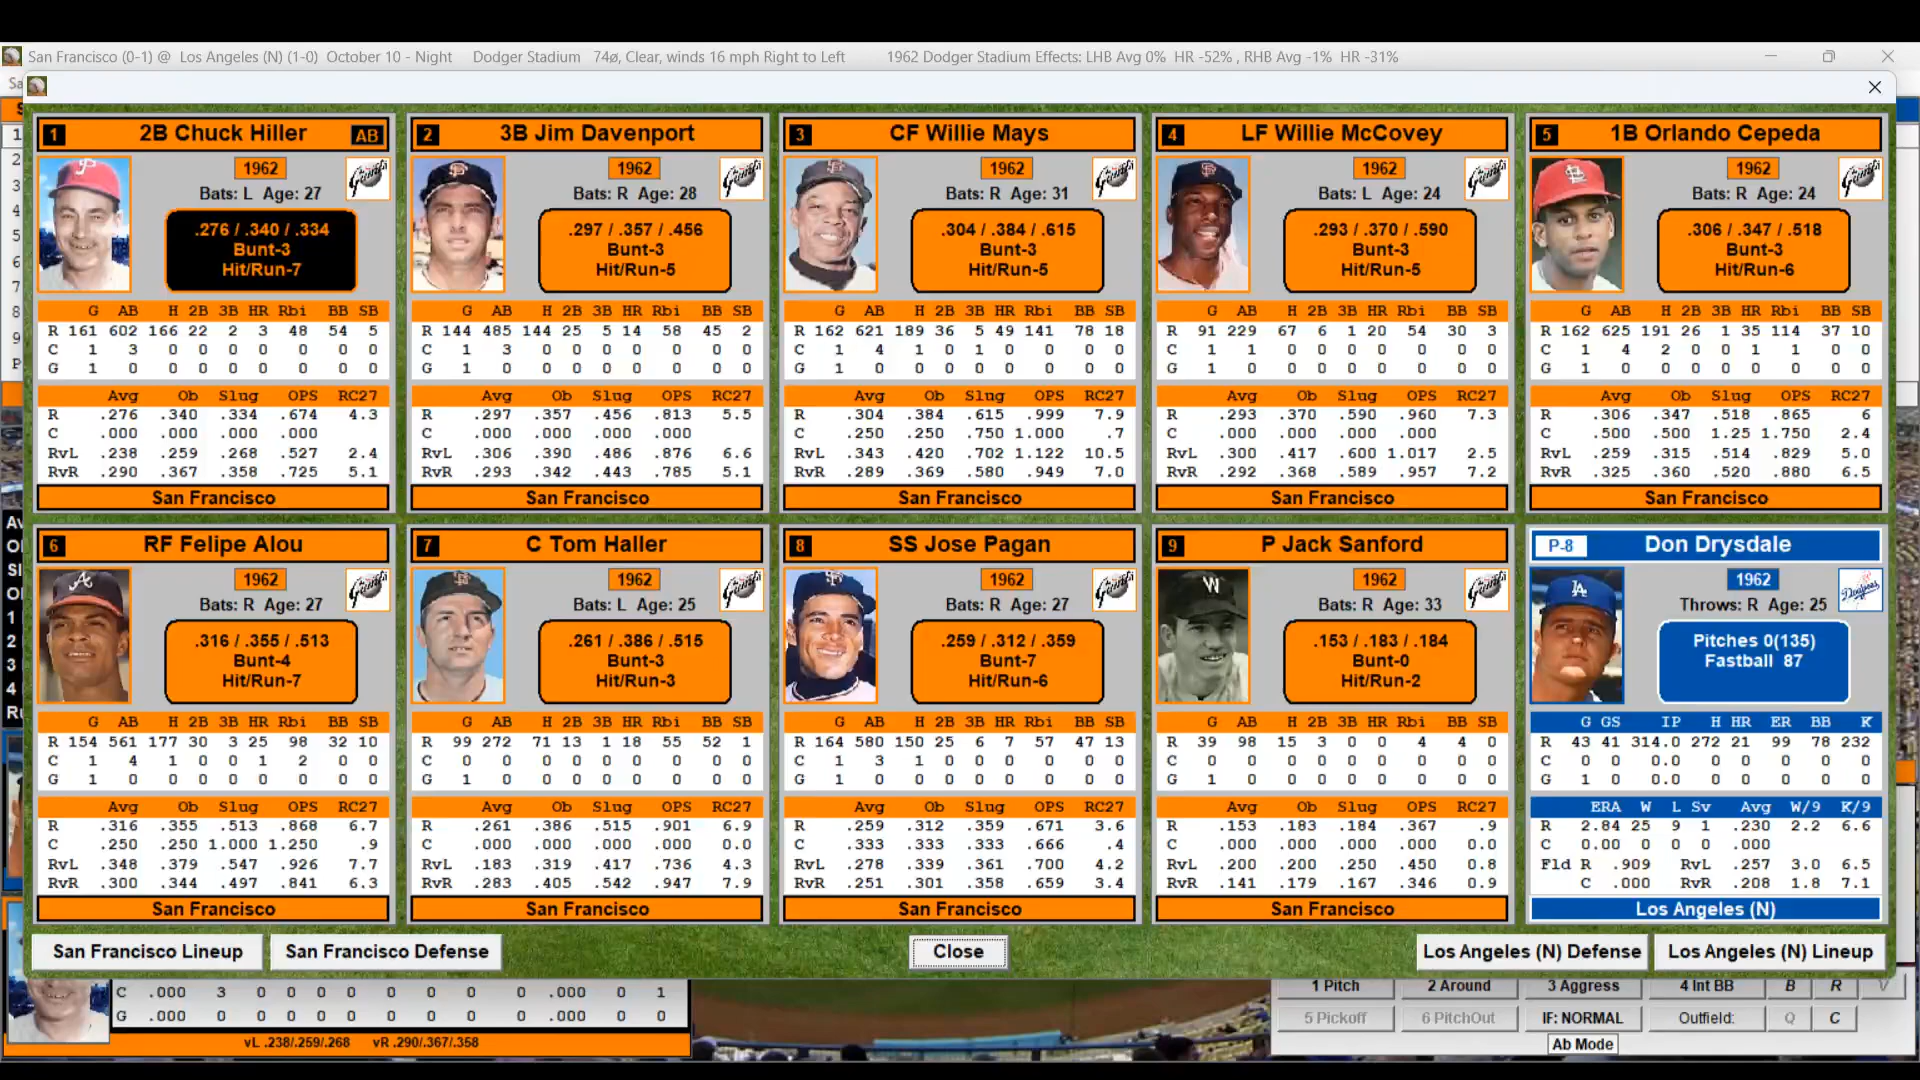 San Francisco (0-1) @ Los Angeles (N) (1-0) October 10 - Night Dodger Stadium 74ø, Clear, winds 16 mph Right to Left 1962 Dodger Stadium Effects: LHB Avg 0% HR -52% , RHB Avg -1% HR -31%
1 2B Chuck Hiller AB
1962
Bats: L Age: 27
.276 / .340 / .334
Bunt-3
Hit/Run-7
G AB H 2B 3B HR Rbi BB SB
R 161 602 166 22 2 3 48 54 5
C 1 3 0 0 0 0 0 0 0
G 1 0 0 0 0 0 0 0 0
Avg Ob Slug OPS RC27
R .276 .340 .334 .674 4.3
C .000 .000 .000 .000
RvL .238 .259 .268 .527 2.4
RvR .290 .367 .358 .725 5.1
San Francisco
2 3B Jim Davenport
1962
Giants
Bats: R Age: 28
.297 / .357 / .456
Bunt-3
Hit/Run-5
G AB H 2B 3B HR Rbi BB SB
R 144 485 144 25 5 14 58 45 2
C 1 3 0 0 0 0 0 0 0
G 1 0 0 0 0 0 0 0 0
Avg Ob Slug OPS RC27
R .297 .357 .456 .813 5.5
C .000 .000 .000 .000
RvL .306 .390 .486 .876 6.6
RvR .293 .342 .443 .785 5.1
San Francisco
3 CF Willie Mays
1962
Giants
Bats: R Age: 31
.304 / .384 / .615
Bunt-3
Hit/Run-5
G AB H 2B 3B HR Rbi BB SB
R 162 621 189 36 5 49 141 78 18
C 1 4 1 0 1 0 0 0 0
G 1 0 0 0 0 0 0 0 0
Avg Ob Slug OPS RC27
R .304 .384 .615 .999 7.9
C .250 .250 .750 1.000 .7
RvL .343 .420 .702 1.122 10.5
RvR .289 .369 .580 .949 7.0
San Francisco
4 LF Willie McCovey
1962
Giants
Bats: L Age: 24
.293 / .370 / .590
Bunt-3
Hit/Run-5
G AB H 2B 3B HR Rbi BB SB
R 91 229 67 6 1 20 54 30 3
C 1 1 0 0 0 0 0 0 0
G 1 0 0 0 0 0 0 0 0
Avg Ob Slug OPS RC27
R .293 .370 .590 .960 7.3
C .000 .000 .000 .000
RvL .300 .417 .600 1.017 2.5
RvR .292 .368 .589 .957 7.2
San Francisco
5 1B Orlando Cepeda
1962
Giants
Bats: R Age: 24
.306 / .347 / .518
Bunt-3
Hit/Run-6
G AB H 2B 3B HR Rbi BB SB
R 162 625 191 26 1 35 114 37 10
C 1 4 2 0 0 1 1 0 0
G 1 0 0 0 0 0 0 0 0
Avg Ob Slug OPS RC27
R .306 .347 .518 .865 6
C .500 .500 1.25 1.750 2.4
RvL .259 .315 .514 .829 5.0
RvR .325 .360 .520 .880 6.5
San Francisco
6 RF Felipe Alou
1962
Giants
Bats: R Age: 27
.316 / .355 / .513
Bunt-4
Hit/Run-7
G AB H 2B 3B HR Rbi BB SB
R 154 561 177 30 3 25 98 32 10
C 1 4 1 0 0 1 2 0 0
G 1 0 0 0 0 0 0 0 0
Avg Ob Slug OPS RC27
R .316 .355 .513 .868 6.7
C .250 .250 1.000 1.250 .9
RvL .348 .379 .547 .926 7.7
RvR .300 .344 .497 .841 6.3
San Francisco
7 C Tom Haller
1962
Giants
Bats: L Age: 25
.261 / .386 / .515
Bunt-3
Hit/Run-3
G AB H 2B 3B HR Rbi BB SB
R 99 272 71 13 1 18 55 52 1
C 0 0 0 0 0 0 0 0 0
G 1 0 0 0 0 0 0 0 0
Avg Ob Slug OPS RC27
R .261 .386 .515 .901 6.9
C .000 .000 .000 .000 0.0
RvL .183 .319 .417 .736 4.3
RvR .283 .405 .542 .947 7.9
San Francisco
8 SS Jose Pagan
1962
Giants
Bats: R Age: 27
.259 / .312 / .359
Bunt-7
Hit/Run-6
G AB H 2B 3B HR Rbi BB SB
R 164 580 150 25 6 7 57 47 13
C 1 3 1 0 0 0 0 0 0
G 1 0 0 0 0 0 0 0 0
Avg Ob Slug OPS RC27
R .259 .312 .359 .671 3.6
C .333 .333 .333 .666 .4
RvL .278 .339 .361 .700 4.2
RvR .251 .301 .358 .659 3.4
San Francisco
9 P Jack Sanford
1962
Giants
Bats: R Age: 33
.153 / .183 / .184
Bunt-0
Hit/Run-2
G AB H 2B 3B HR Rbi BB SB
R 39 98 15 3 0 0 4 4 0
C 0 0 0 0 0 0 0 0 0
G 1 0 0 0 0 0 0 0 0
Avg Ob Slug OPS RC27
R .153 .183 .184 .367 .9
C .000 .000 .000 .000 0.0
RvL .200 .200 .250 .450 0.8
RvR .141 .179 .167 .346 0.9
San Francisco
P-8 Don Drysdale
1962
Dodgers
Throws: R Age: 25
Pitches 0(135)
Fastball 87
G GS IP H HR ER BB K
R 43 41 314.0 272 21 99 78 232
C 0 0 0.0 0 0 0 0 0
G 1 0 0.0 0 0 0 0 0
ERA W L Sv Avg W/9 K/9
R 2.84 25 9 1 .230 2.2 6.6
C 0.00 0 0 0 .000
Fld R .909 RvL .257 3.0 6.5
C .000 RvR .208 1.8 7.1
Los Angeles (N)
San Francisco Lineup San Francisco Defense Close Los Angeles (N) Defense Los Angeles (N) Lineup
C .000 3 0 0 0 0 0 0 0 0 .000 0 1
G .000 0 0 0 0 0 0 0 0 0 .000 0 0
vL .238/.259/.268 vR .290/.367/.358
1 Pitch 2 Around 3 Aggress 4 Int BB B R V
5 Pickoff 6 PitchOut IF: NORMAL Outfield: Q C
Ab Mode